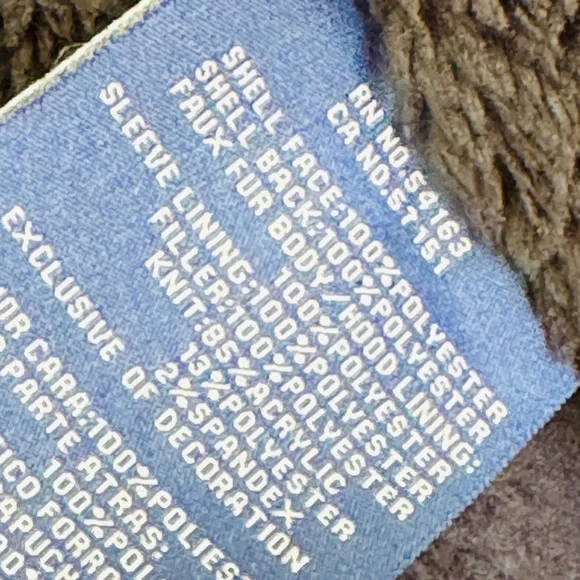 RN NO.54163
CA NO.57151
SHELL FACE:100%POLYESTER
SHELL BACK:100%POLYESTER
FAUX FUR BODY/HOOD LINING:
100%POLYESTER
SLEEVE LINING:100%POLYESTER
FILLER:100%POLYESTER
KNIT:85%ACRYLIC
13%POLYESTER
2%SPANDEX
EXCLUSIVE OF DECORATION
CARA:100%POLIES
PARTE ATRAS:
100%POL
FORRO